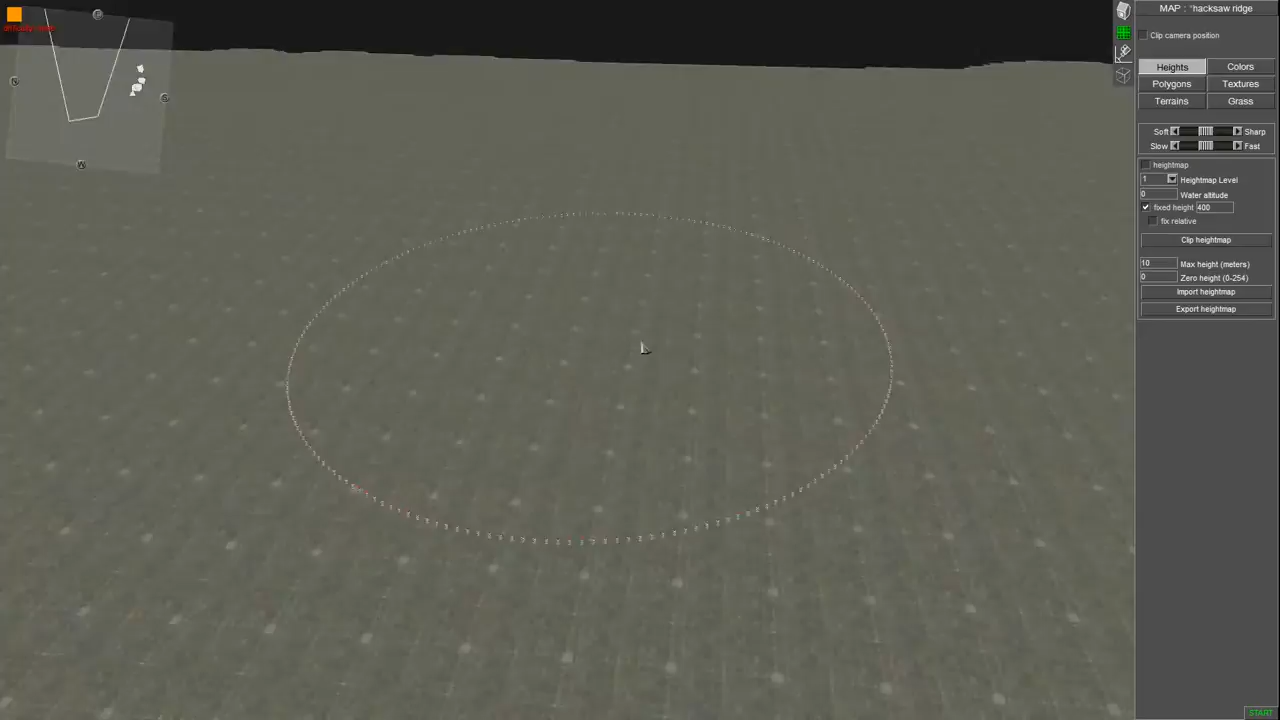 MAP : *hacksaw ridge
Clip camera position
Heights
Colors
Polygons
Textures
Terrains
Grass
Soft
Sharp
Slow
Fast
heightmap
1
Heightmap Level
0
Water altitude
fixed height
400
fix relative
Clip heightmap
10
Max height (meters)
0
Zero height (0-254)
Import heightmap
Export heightmap
START